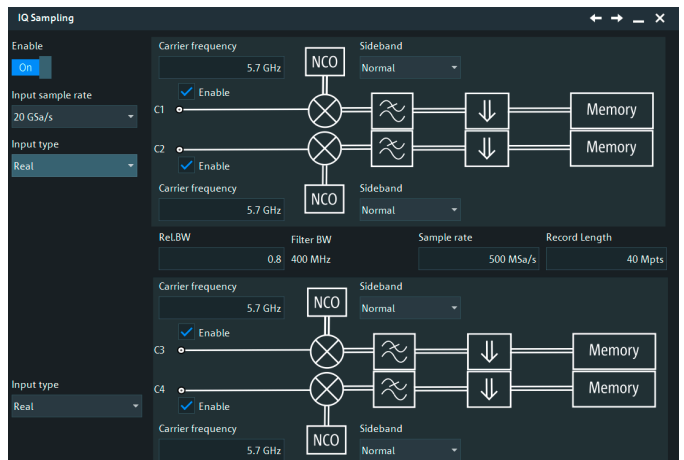 IQ Sampling
Enable
On
Input sample rate
20 GSa/s
Input type
Real
Carrier frequency
5.7 GHz
NCO
Sideband
Normal
Enable
C1
Memory
C2
Memory
Enable
Carrier frequency
5.7 GHz
NCO
Sideband
Normal
Rel.BW
0.8
Filter BW
400 MHz
Sample rate
500 MSa/s
Record Length
40 Mpts
Carrier frequency
5.7 GHz
NCO
Sideband
Normal
Enable
C3
Memory
Input type
Real
C4
Memory
Enable
Carrier frequency
5.7 GHz
NCO
Sideband
Normal